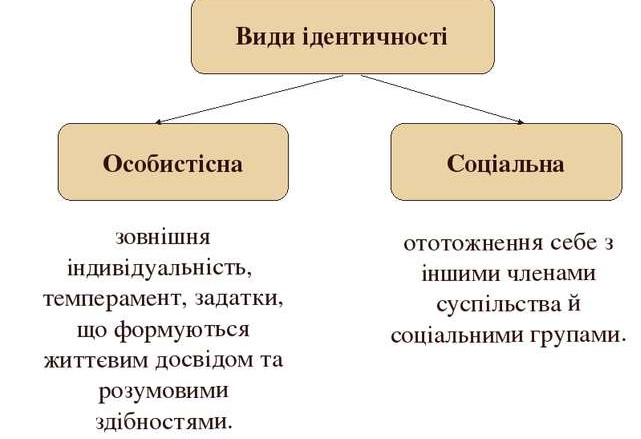 Види ідентичності
Особистісна
Соціальна
зовнішня
індивідуальність,
темперамент, задатки,
що формуються
життєвим досвідом та
розумовими
здібностями.
ототожнення себе з
іншими членами
суспільства й
соціальними групами.